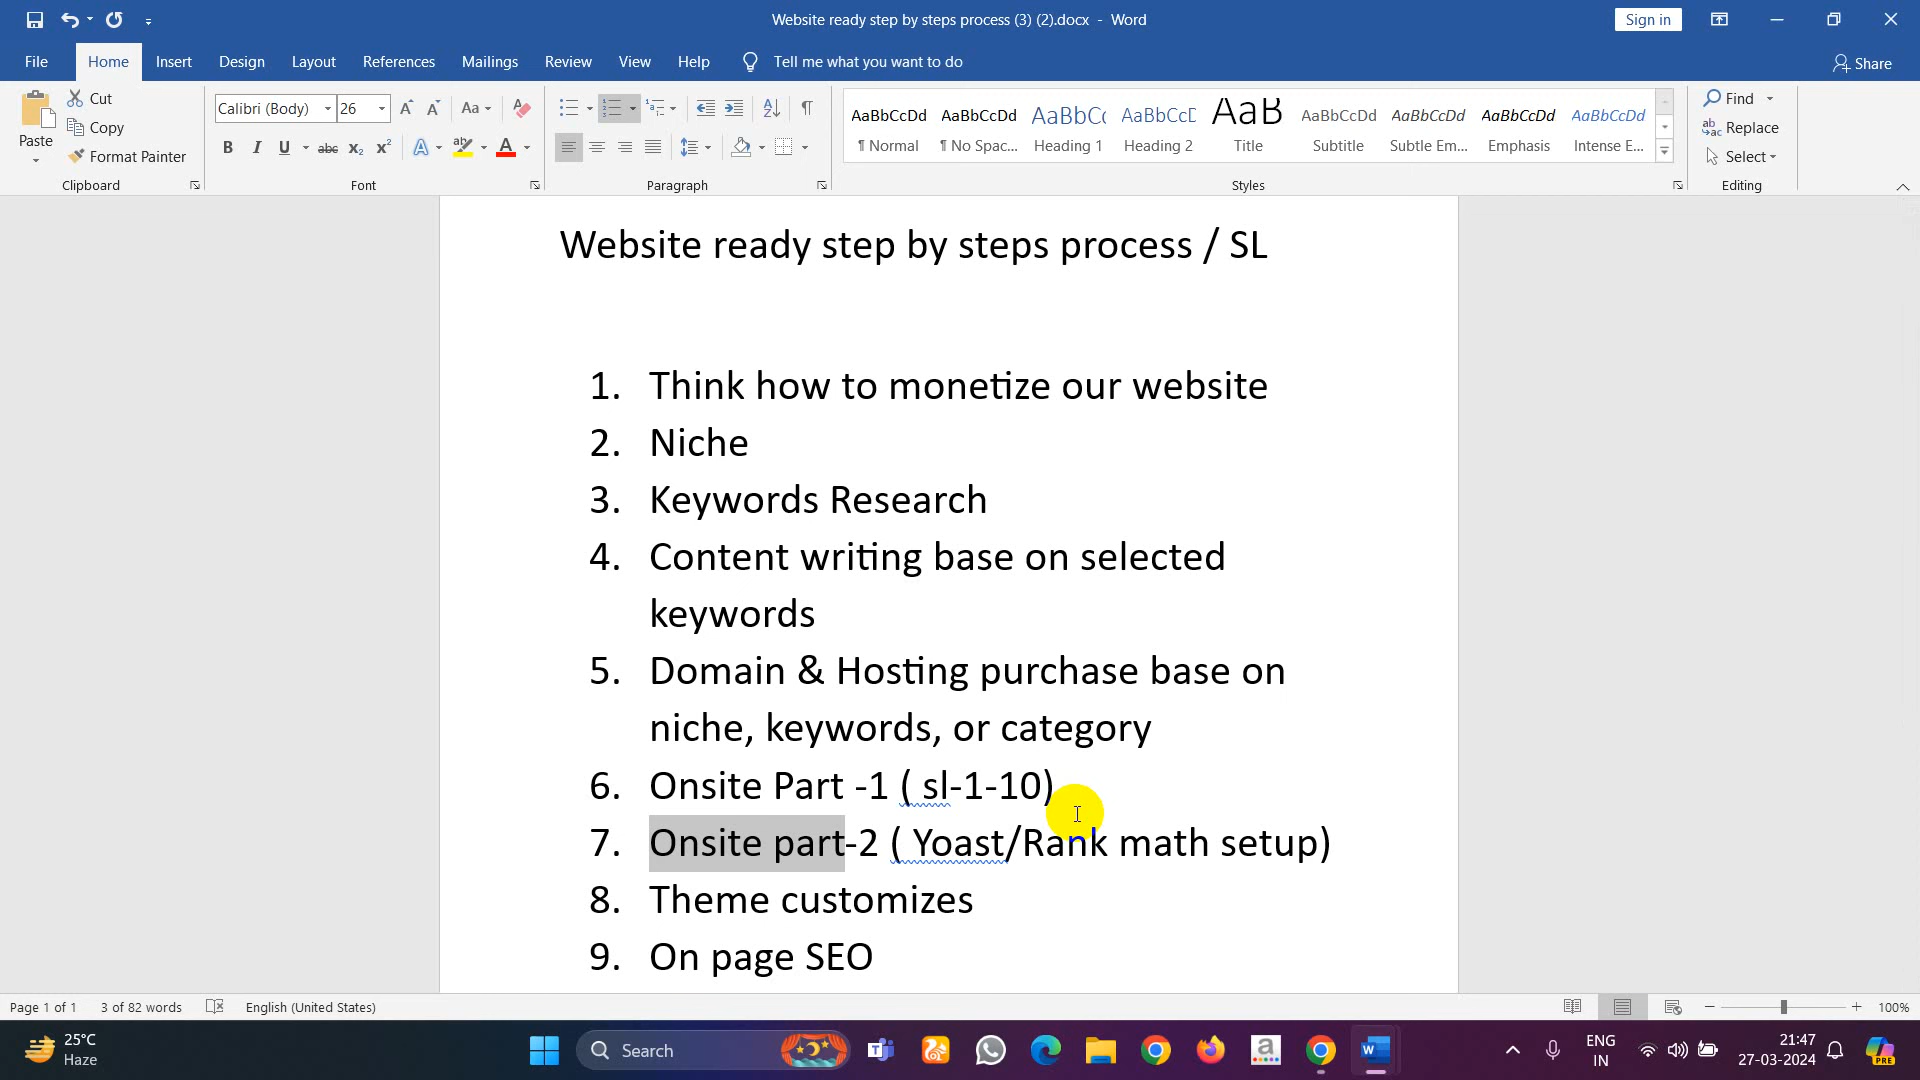 Website ready step by steps process (3) (2).docx - Word
Sign in
File Home Insert Design Layout References Mailings Review View Help Tell me what you want to do Share
Paste
Cut
Copy
Format Painter
Clipboard
Calibri (Body) 26
Font
Paragraph
AaBbCcDd AaBbCcDd AaBbCc AaBbCcD AaB AaBbCcDd AaBbCcDd AaBbCcDd AaBbCcDd
¶ Normal ¶ No Spac... Heading 1 Heading 2 Title Subtitle Subtle Em... Emphasis Intense E...
Styles
Find
Replace
Select
Editing
Website ready step by steps process / SL
1. Think how to monetize our website
2. Niche
3. Keywords Research
4. Content writing base on selected
keywords
5. Domain & Hosting purchase base on
niche, keywords, or category
6. Onsite Part -1 ( sl-1-10)
7. Onsite part-2 ( Yoast/Rank math setup)
8. Theme customizes
9. On page SEO
Page 1 of 1 3 of 82 words English (United States) 100%
25°C
Haze
Search
ENG
IN
21:47
27-03-2024